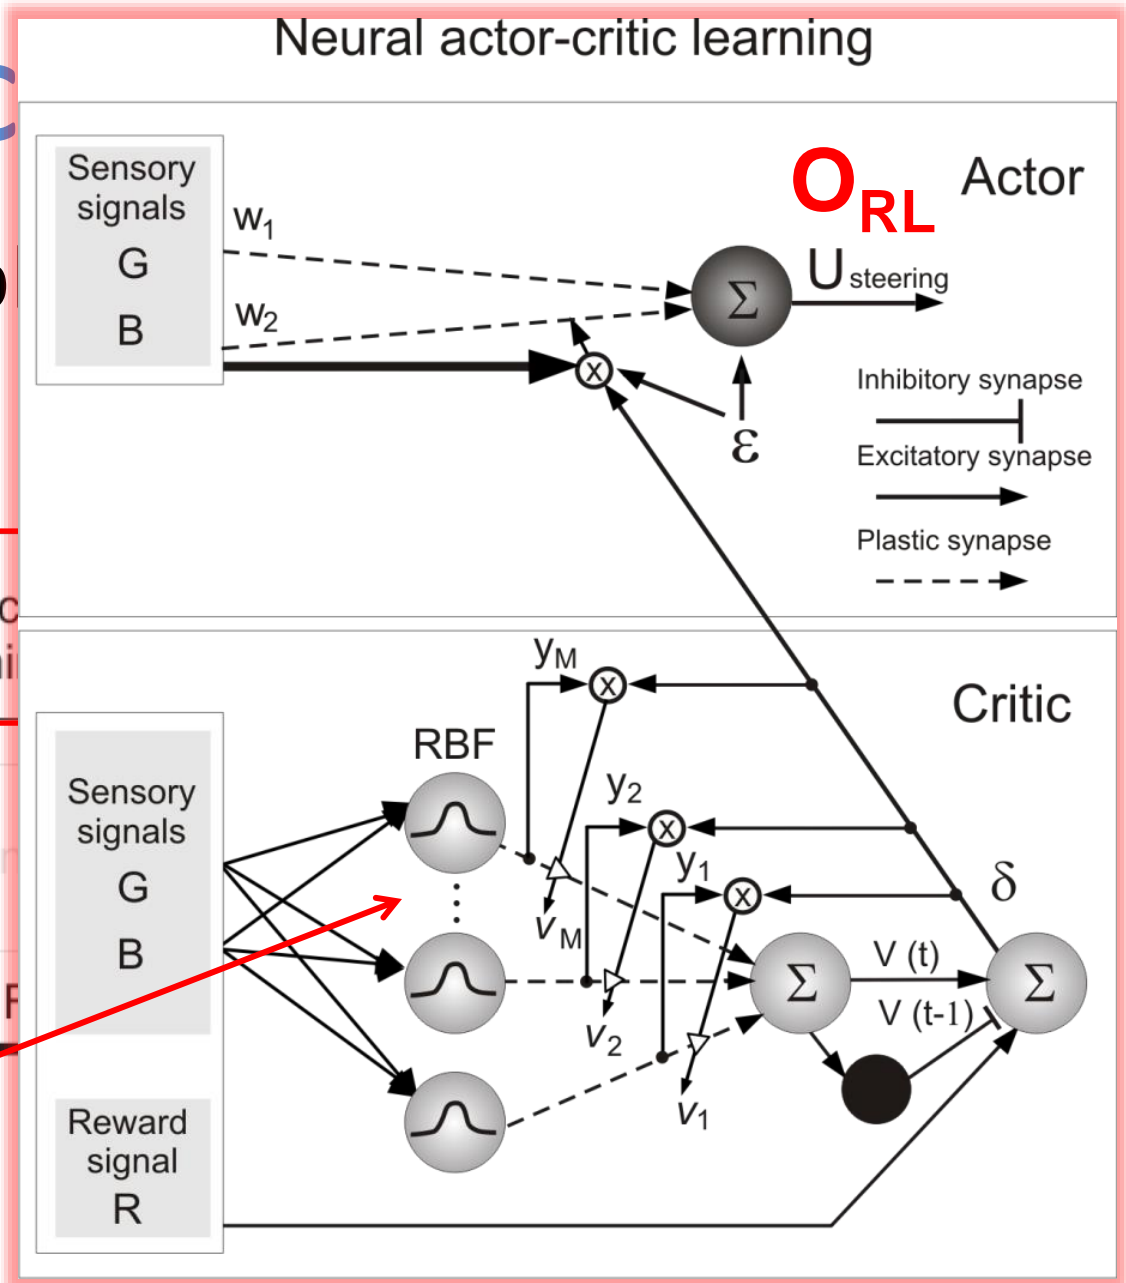 Neural actor-critic learning
Sensory
signals
G
B
w1
w2
ORL
Actor
Σ
U steering
x
ε
Inhibitory synapse
Excitatory synapse
Plastic synapse
Critic
Sensory
signals
G
B
Reward
signal
R
RBF
yM
x
y2
x
y1
x
vM
v2
v1
δ
Σ
V (t)
V (t-1)
Σ